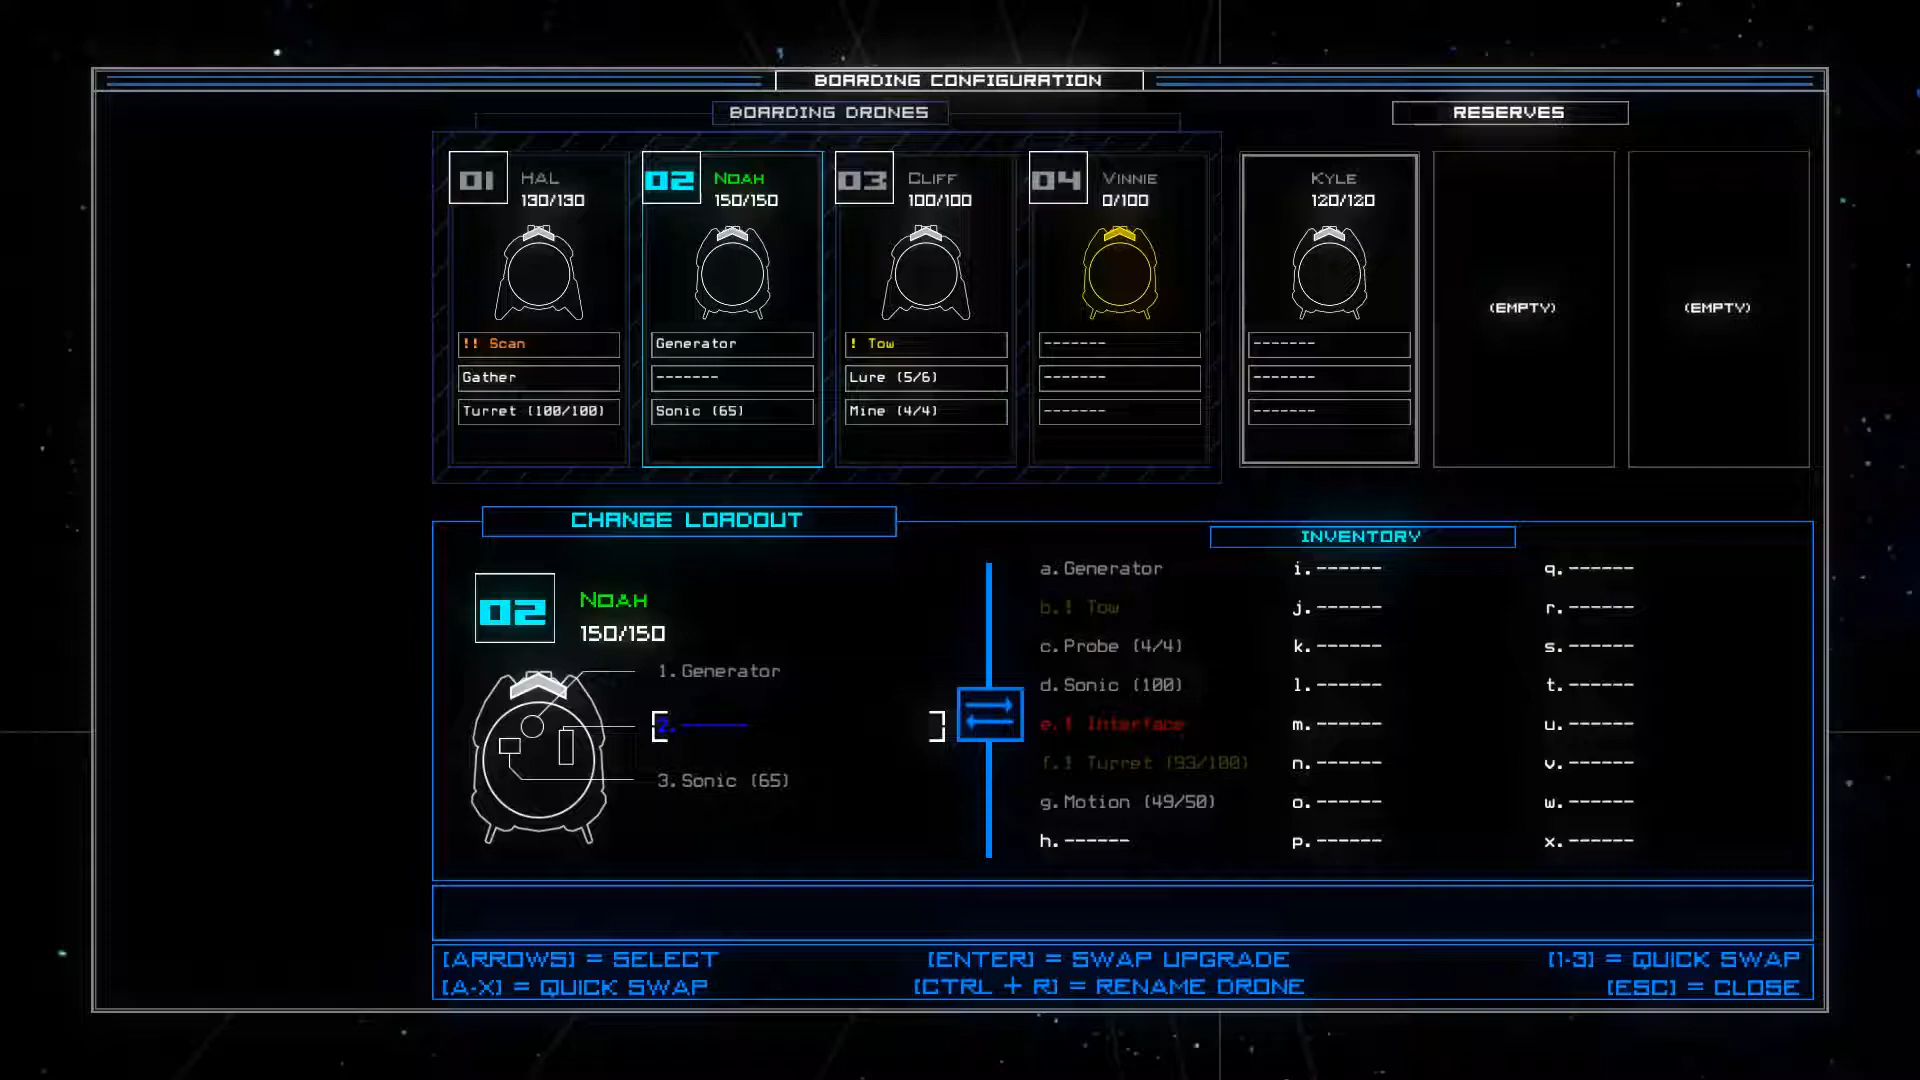 BOARDING CONFIGURATION
BOARDING DRONES
RESERVES
01 HAL
130/130
!! Scan
Gather
Turret (100/100)
02 NOAH
150/150
Generator
-------
Sonic (65)
03 CLIFF
100/100
! Tow
Lure (5/6)
Mine (4/4)
04 VINNIE
0/100
-------
-------
-------
KYLE
120/120
-------
-------
-------
(EMPTY)
(EMPTY)
CHANGE LOADOUT
02 NOAH
150/150
1. Generator
[2. ------- ]
3. Sonic (65)
INVENTORY
a. Generator
b. ! Tow
c. Probe (4/4)
d. Sonic (100)
e. ! Interface
f. ! Turret (93/100)
g. Motion (49/50)
h. ------
i. ------
j. ------
k. ------
l. ------
m. ------
n. ------
o. ------
p. ------
q. ------
r. ------
s. ------
t. ------
u. ------
v. ------
w. ------
x. ------
[ARROWS] = SELECT
[ENTER] = SWAP UPGRADE
[1-3] = QUICK SWAP
[A-X] = QUICK SWAP
[CTRL + R] = RENAME DRONE
[ESC] = CLOSE